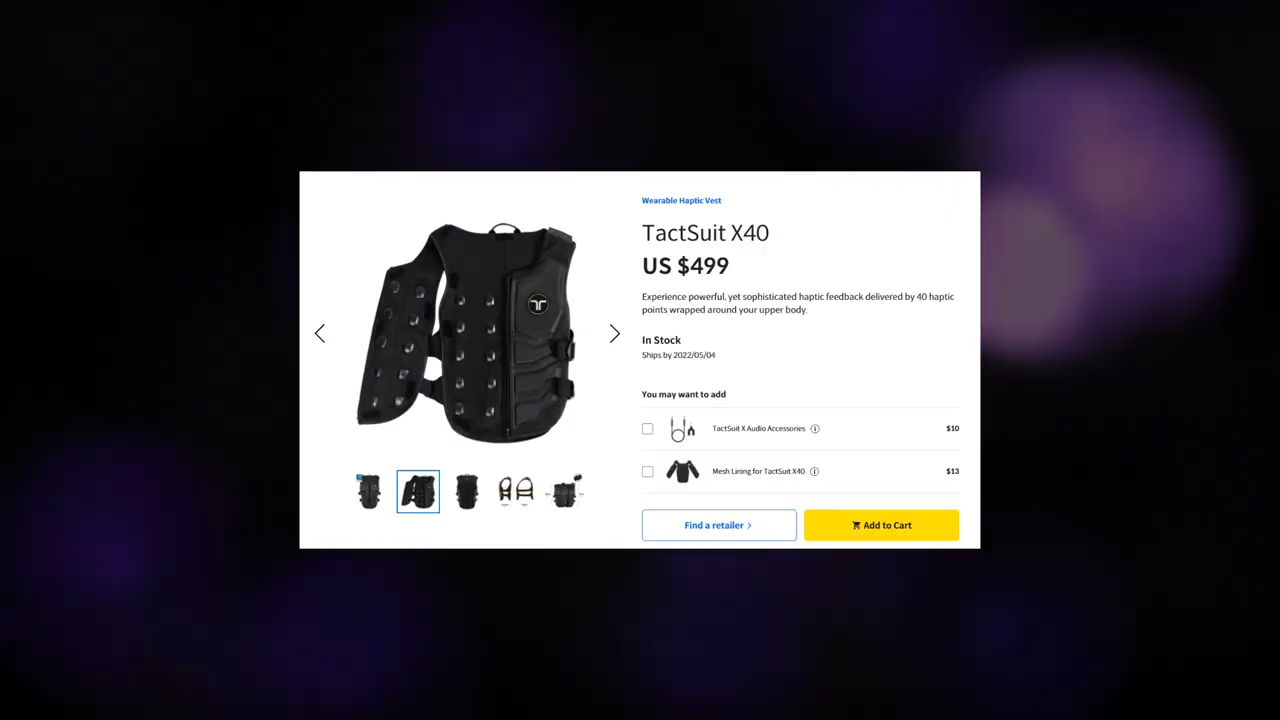 Wearable Haptic Vest
TactSuit X40
US $499
Experience powerful, yet sophisticated haptic feedback delivered by 40 haptic
points wrapped around your upper body.
In Stock
Ships by 2022/05/04
You may want to add
TactSuit X Audio Accessories
$10
Mesh Lining for TactSuit X40
$13
Find a retailer
Add to Cart